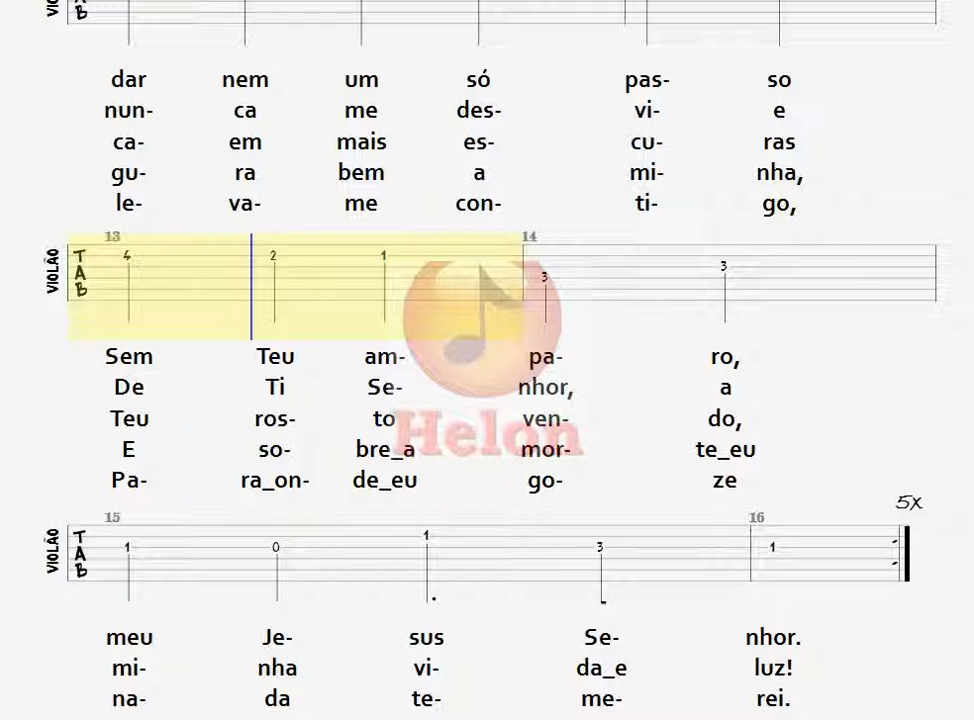 dar nem um só pas- so
nun- ca me des- vi- e
ca- em mais es- cu- ras
gu- ra bem a mi- nha,
le- va- me con- ti- go,
13 14
VIOLÃO TAB 4 2 1 3 3
Sem Teu am- pa- ro,
De Ti Se- nhor, a
Teu ros- to ven- do,
E so- bre_a mor- te_eu
Pa- ra_on- de_eu go- ze
Helon
5X
15 16
VIOLÃO TAB 1 0 1 3 1
meu Je- sus Se- nhor.
mi- nha vi- da_e luz!
na- da te- me- rei.